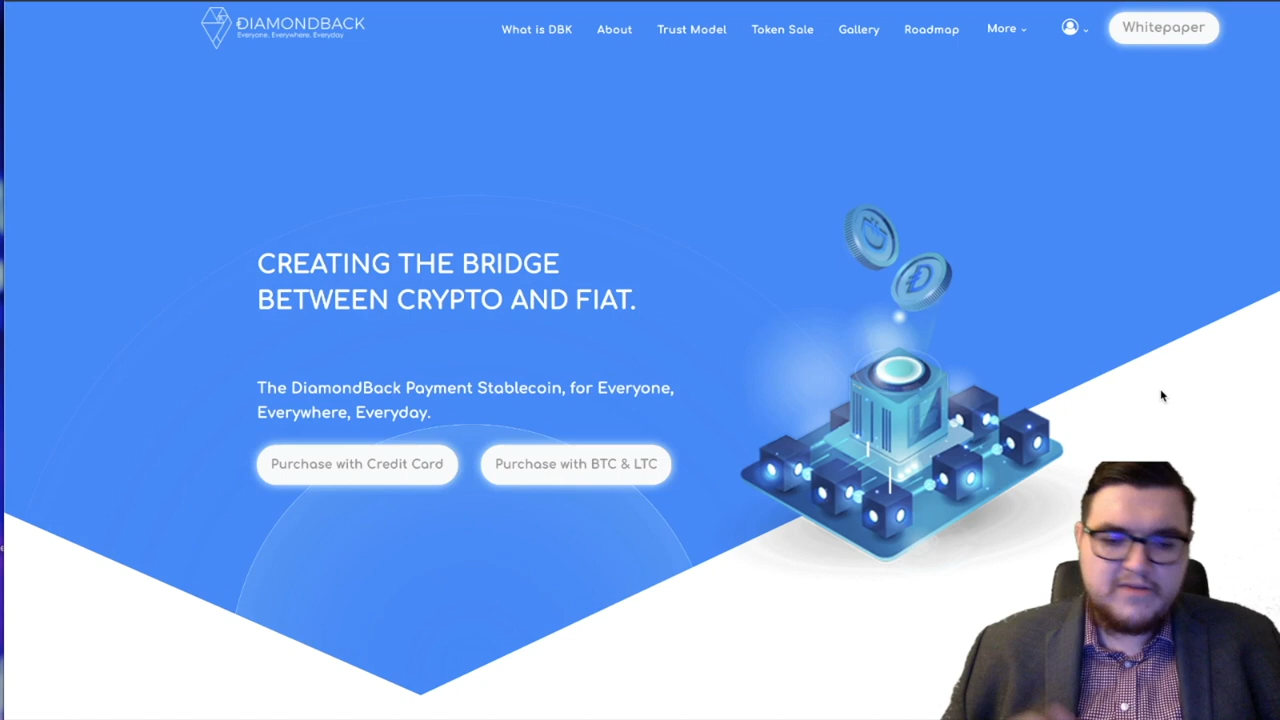 ĐIAMONDBACK
Everyone, Everywhere, Everyday
What is DBK
About
Trust Model
Token Sale
Gallery
Roadmap
More
Whitepaper
CREATING THE BRIDGE
BETWEEN CRYPTO AND FIAT.
The DiamondBack Payment Stablecoin, for Everyone,
Everywhere, Everyday.
Purchase with Credit Card
Purchase with BTC & LTC